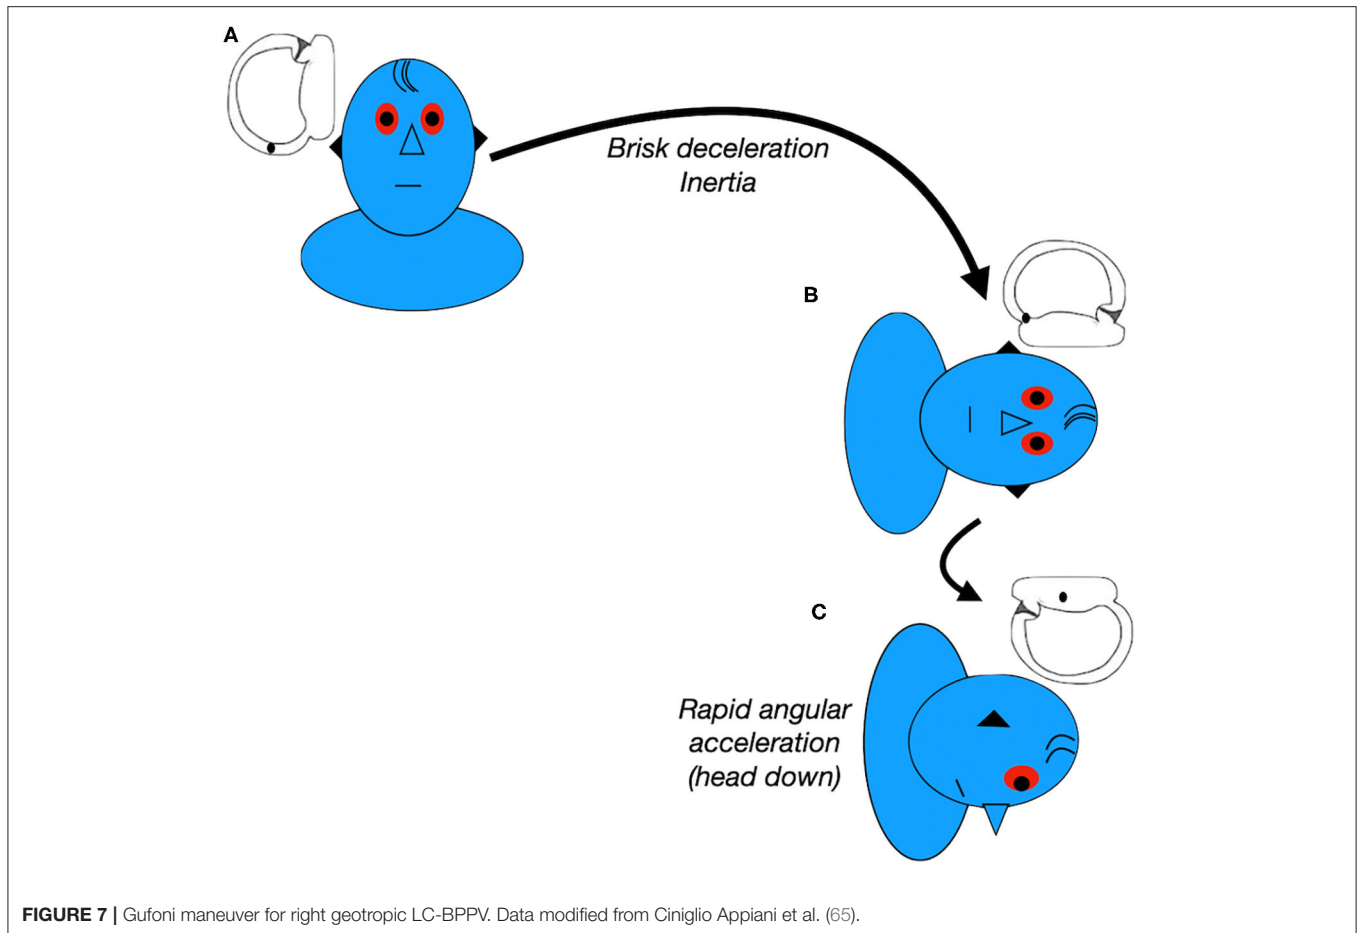 A
Brisk deceleration
Inertia
B
C
Rapid angular
acceleration
(head down)
FIGURE 7 | Gufoni maneuver for right geotropic LC-BPPV. Data modified from Ciniglio Appiani et al. (65).